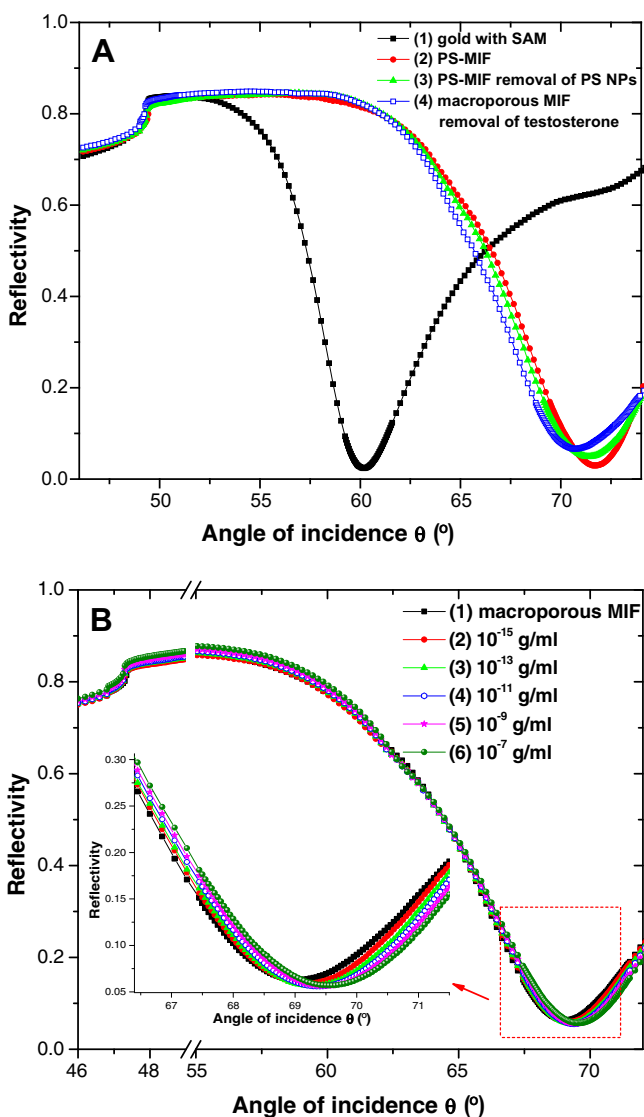 A
(1) gold with SAM
(2) PS-MIF
(3) PS-MIF removal of PS NPs
(4) macroporous MIF
removal of testosterone
Reflectivity
1.0
0.8
0.6
0.4
0.2
0.0
50 55 60 65 70
Angle of incidence θ (º)
B
(1) macroporous MIF
(2) 10⁻¹⁵ g/ml
(3) 10⁻¹³ g/ml
(4) 10⁻¹¹ g/ml
(5) 10⁻⁹ g/ml
(6) 10⁻⁷ g/ml
Reflectivity
1.0
0.8
0.6
0.4
0.2
0.0
Reflectivity
0.30
0.25
0.20
0.15
0.10
0.05
67 68 69 70 71
Angle of incidence θ (º)
46 48 55 60 65 70
Angle of incidence θ (º)